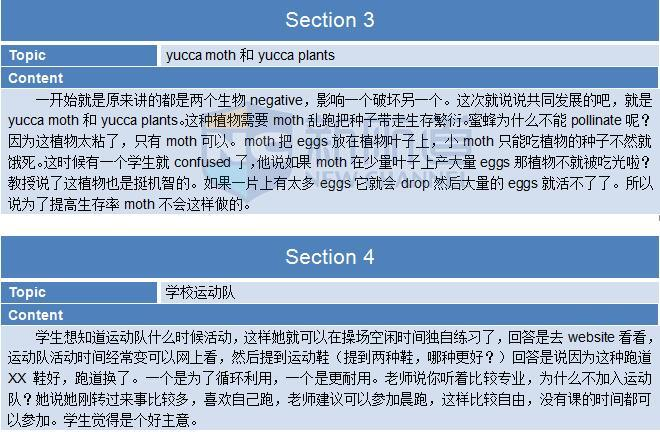 Section 3
Topic
yucca moth 和 yucca plants
Content
一开始就是原来讲的都是两个生物 negative，影响一个破坏另一个。这次就说说共同发展的吧，就是
yucca moth 和 yucca plants。这种植物需要 moth 乱跑把种子带走生存繁衍。蜜蜂为什么不能 pollinate 呢？
因为这植物太粘了，只有 moth 可以。moth 把 eggs 放在植物叶子上，小 moth 只能吃植物的种子不然就
饿死。这时候有一个学生就 confused 了，他说如果 moth 在少量叶子上产大量 eggs 那植物不就被吃光啦？
教授说了这植物也是挺机智的。如果一片上有太多 eggs 它就会 drop 然后大量的 eggs 就活不了了。所以
说为了提高生存率 moth 不会这样做的。
NEW CHANNEL
Section 4
Topic
学校运动队
Content
学生想知道运动队什么时候活动，这样她就可以在操场空闲时间独自练习了，回答是去 website 看看，
运动队活动时间经常变可以网上看，然后提到运动鞋（提到两种鞋，哪种更好？）回答是说因为这种跑道
XX 鞋好，跑道换了。一个是为了循环利用，一个是更耐用。老师说你听着比较专业，为什么不加入运动
队？她说她刚转过来事比较多，喜欢自己跑，老师建议可以参加晨跑，这样比较自由，没有课的时间都可
以参加。学生觉得是个好主意。